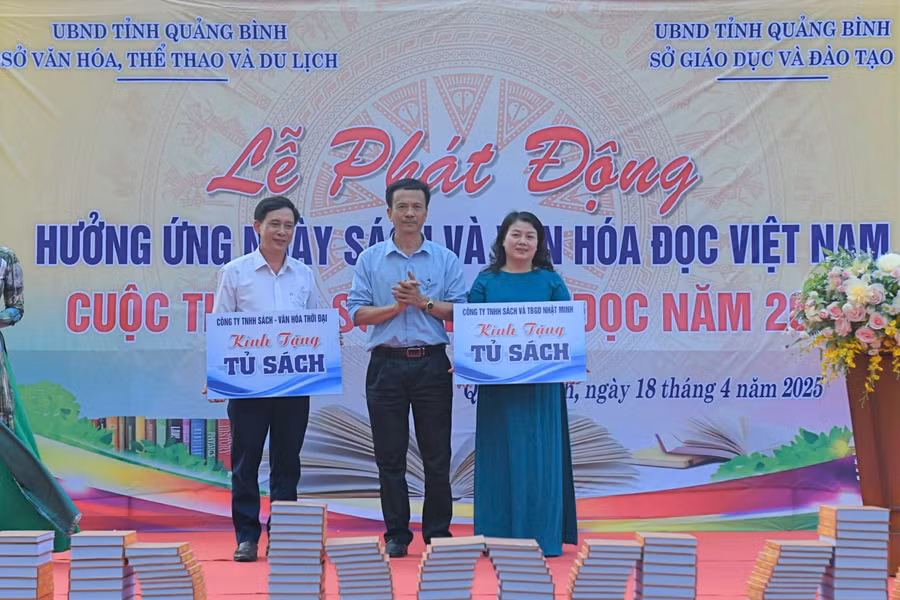 UBND TỈNH QUẢNG BÌNH
SỞ VĂN HÓA, THỂ THAO VÀ DU LỊCH
UBND TỈNH QUẢNG BÌNH
SỞ GIÁO DỤC VÀ ĐÀO TẠO
Lễ Phát Động
HƯỞNG ỨNG NGÀY SÁCH VÀ VĂN HÓA ĐỌC VIỆT NAM
CUỘC ĐỌC NĂM
CÔNG TY TNHH SÁCH - VĂN HÓA THỜI ĐẠI
Kính Tặng
TỦ SÁCH
CÔNG TY TNHH SÁCH VÀ TBGD NHẬT MINH
Kính Tặng
TỦ SÁCH
ngày 18 tháng 4 năm 2025